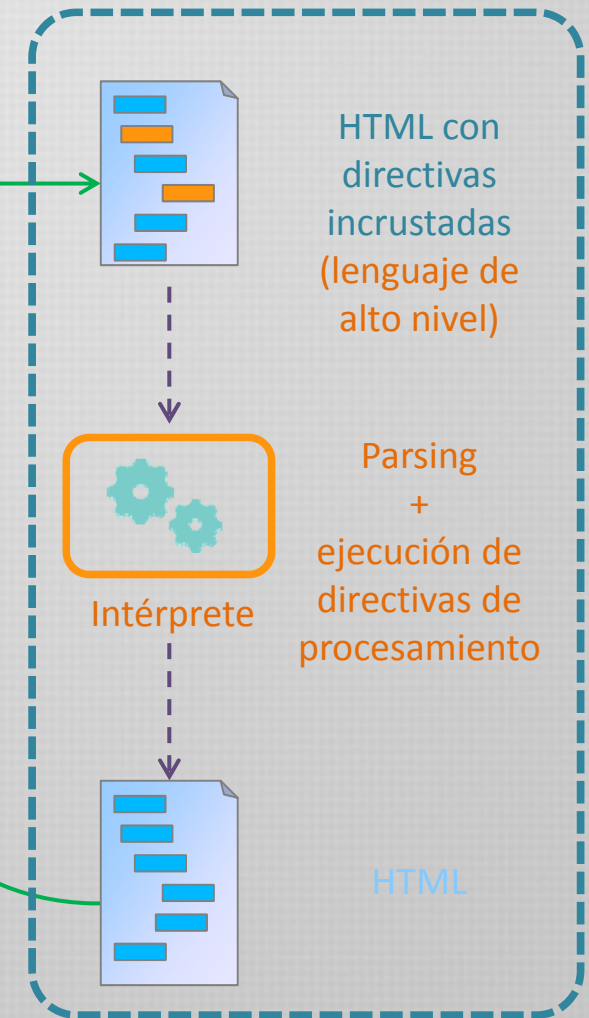 HTML con
directivas
incrustadas
(lenguaje de
alto nivel)
Parsing
+
ejecución de
directivas de
procesamiento
Intérprete
HTML